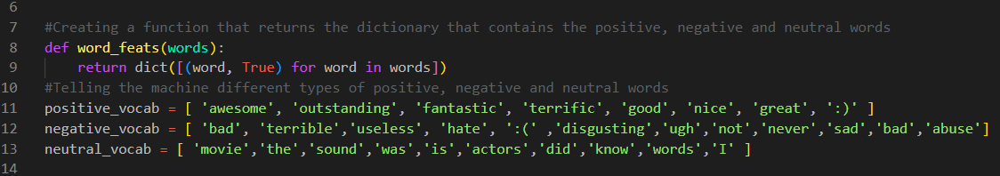 6
7 #Creating a function that returns the dictionary that contains the positive, negative and neutral words
8 def word_feats(words):
9     return dict([(word, True) for word in words])
10 #Telling the machine different types of positive, negative and neutral words
11 positive_vocab = [ 'awesome', 'outstanding', 'fantastic', 'terrific', 'good', 'nice', 'great', ':)' ]
12 negative_vocab = [ 'bad', 'terrible','useless', 'hate', ':(' ,'disgusting','ugh','not','never','sad','bad','abuse']
13 neutral_vocab = [ 'movie','the','sound','was','is','actors','did','know','words','I' ]
14